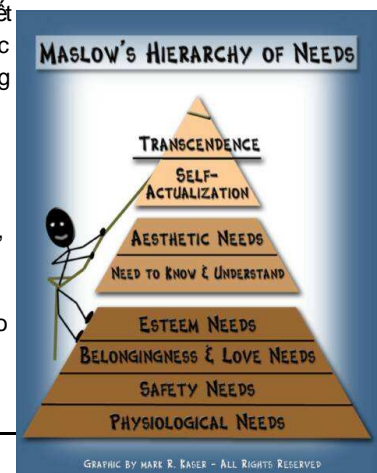 ết
c
g
MASLOW'S HIERARCHY OF NEEDS
TRANSCENDENCE
SELF-
ACTUALIZATION
,
AESTHETIC NEEDS
NEED TO KNOW & UNDERSTAND
o
ESTEEM NEEDS
BELONGINGNESS & LOVE NEEDS
SAFETY NEEDS
PHYSIOLOGICAL NEEDS
GRAPHIC BY MARK R. KASER - ALL RIGHTS RESERVED